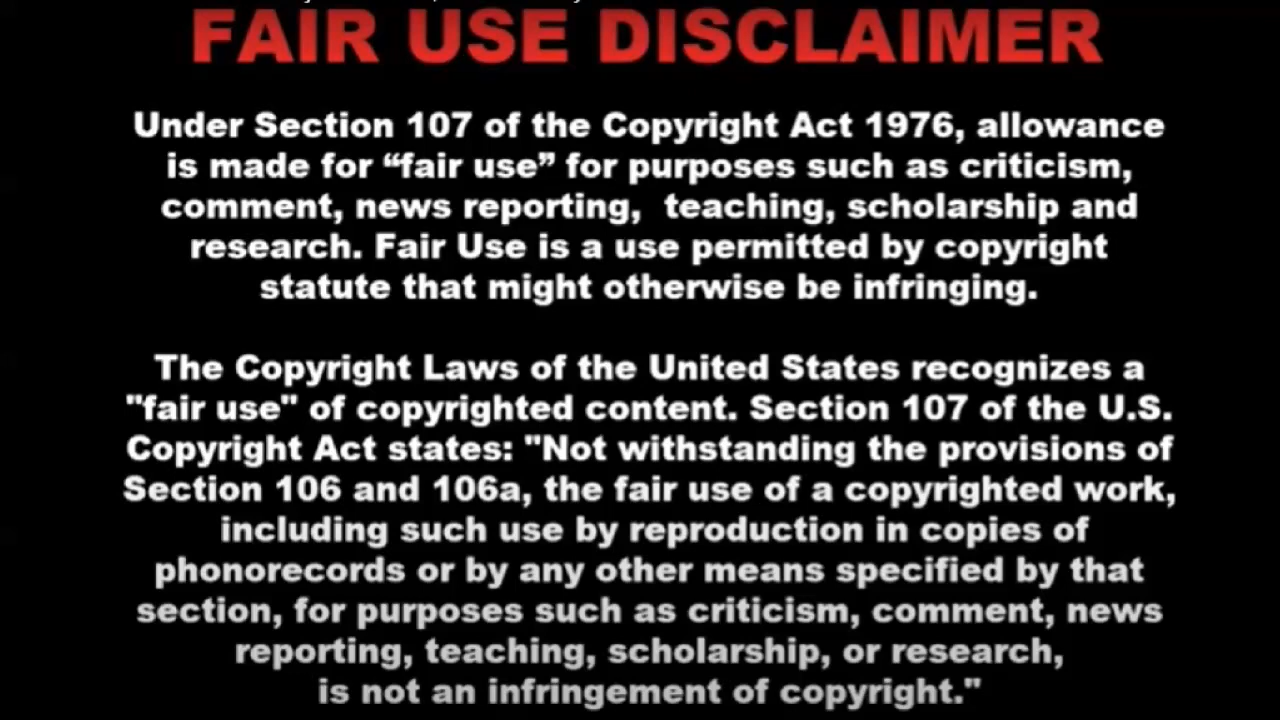 FAIR USE DISCLAIMER
Under Section 107 of the Copyright Act 1976, allowance
is made for “fair use” for purposes such as criticism,
comment, news reporting,  teaching, scholarship and
research. Fair Use is a use permitted by copyright
statute that might otherwise be infringing.
The Copyright Laws of the United States recognizes a
"fair use" of copyrighted content. Section 107 of the U.S.
Copyright Act states: "Not withstanding the provisions of
Section 106 and 106a, the fair use of a copyrighted work,
including such use by reproduction in copies of
phonorecords or by any other means specified by that
section, for purposes such as criticism, comment, news
reporting, teaching, scholarship, or research,
is not an infringement of copyright."